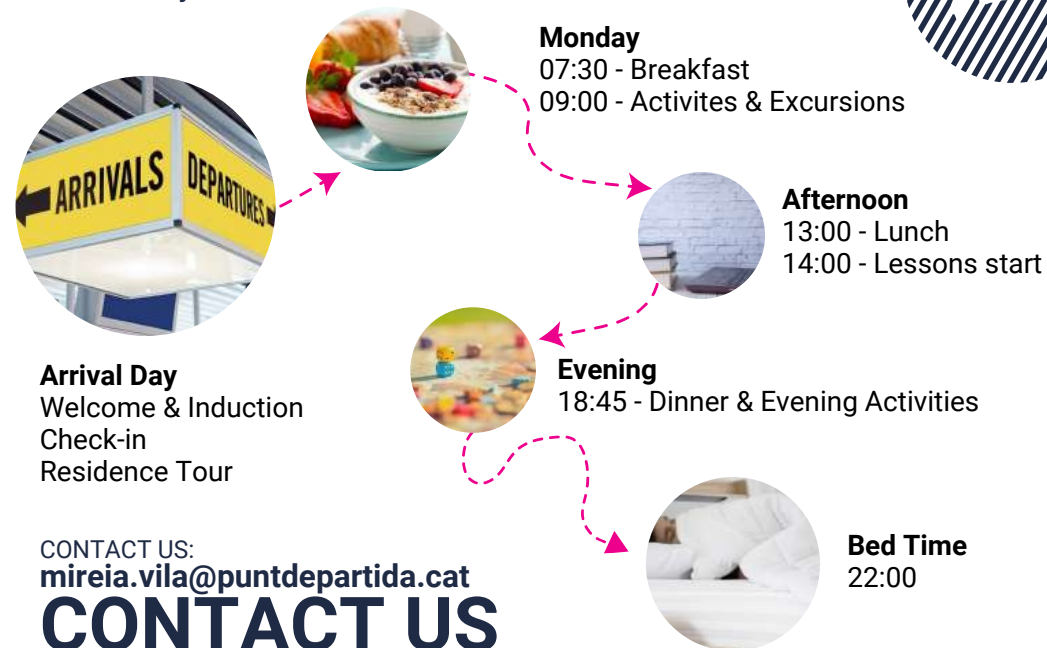 Monday
07:30 - Breakfast
09:00 - Activites & Excursions
ARRIVALS
DEPARTURES
Afternoon
13:00 - Lunch
14:00 - Lessons start
Arrival Day
Welcome & Induction
Check-in
Residence Tour
Evening
18:45 - Dinner & Evening Activities
Bed Time
22:00
CONTACT US:
mireia.vila@puntdepartida.cat
CONTACT US